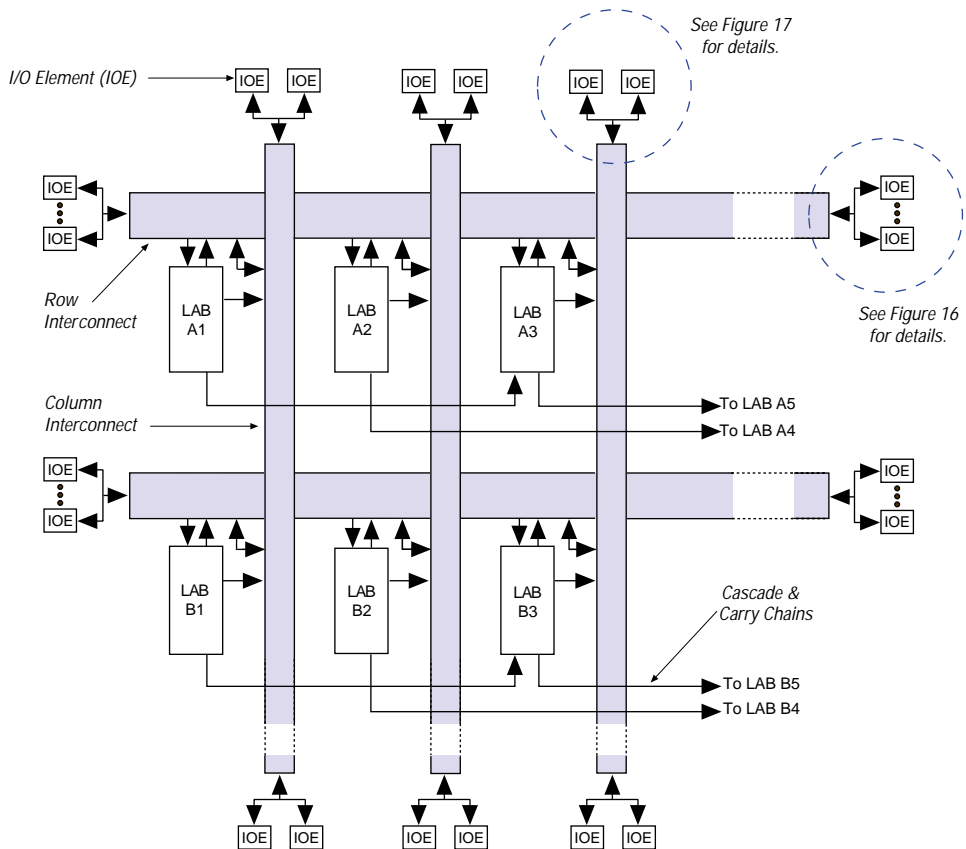 See Figure 17
for details.
I/O Element (IOE)
IOE
IOE
IOE
IOE
IOE
IOE
IOE
IOE
IOE
IOE
Row
Interconnect
LAB
A1
LAB
A2
LAB
A3
See Figure 16
for details.
Column
Interconnect
To LAB A5
To LAB A4
IOE
IOE
IOE
IOE
LAB
B1
LAB
B2
LAB
B3
Cascade &
Carry Chains
To LAB B5
To LAB B4
IOE
IOE
IOE
IOE
IOE
IOE